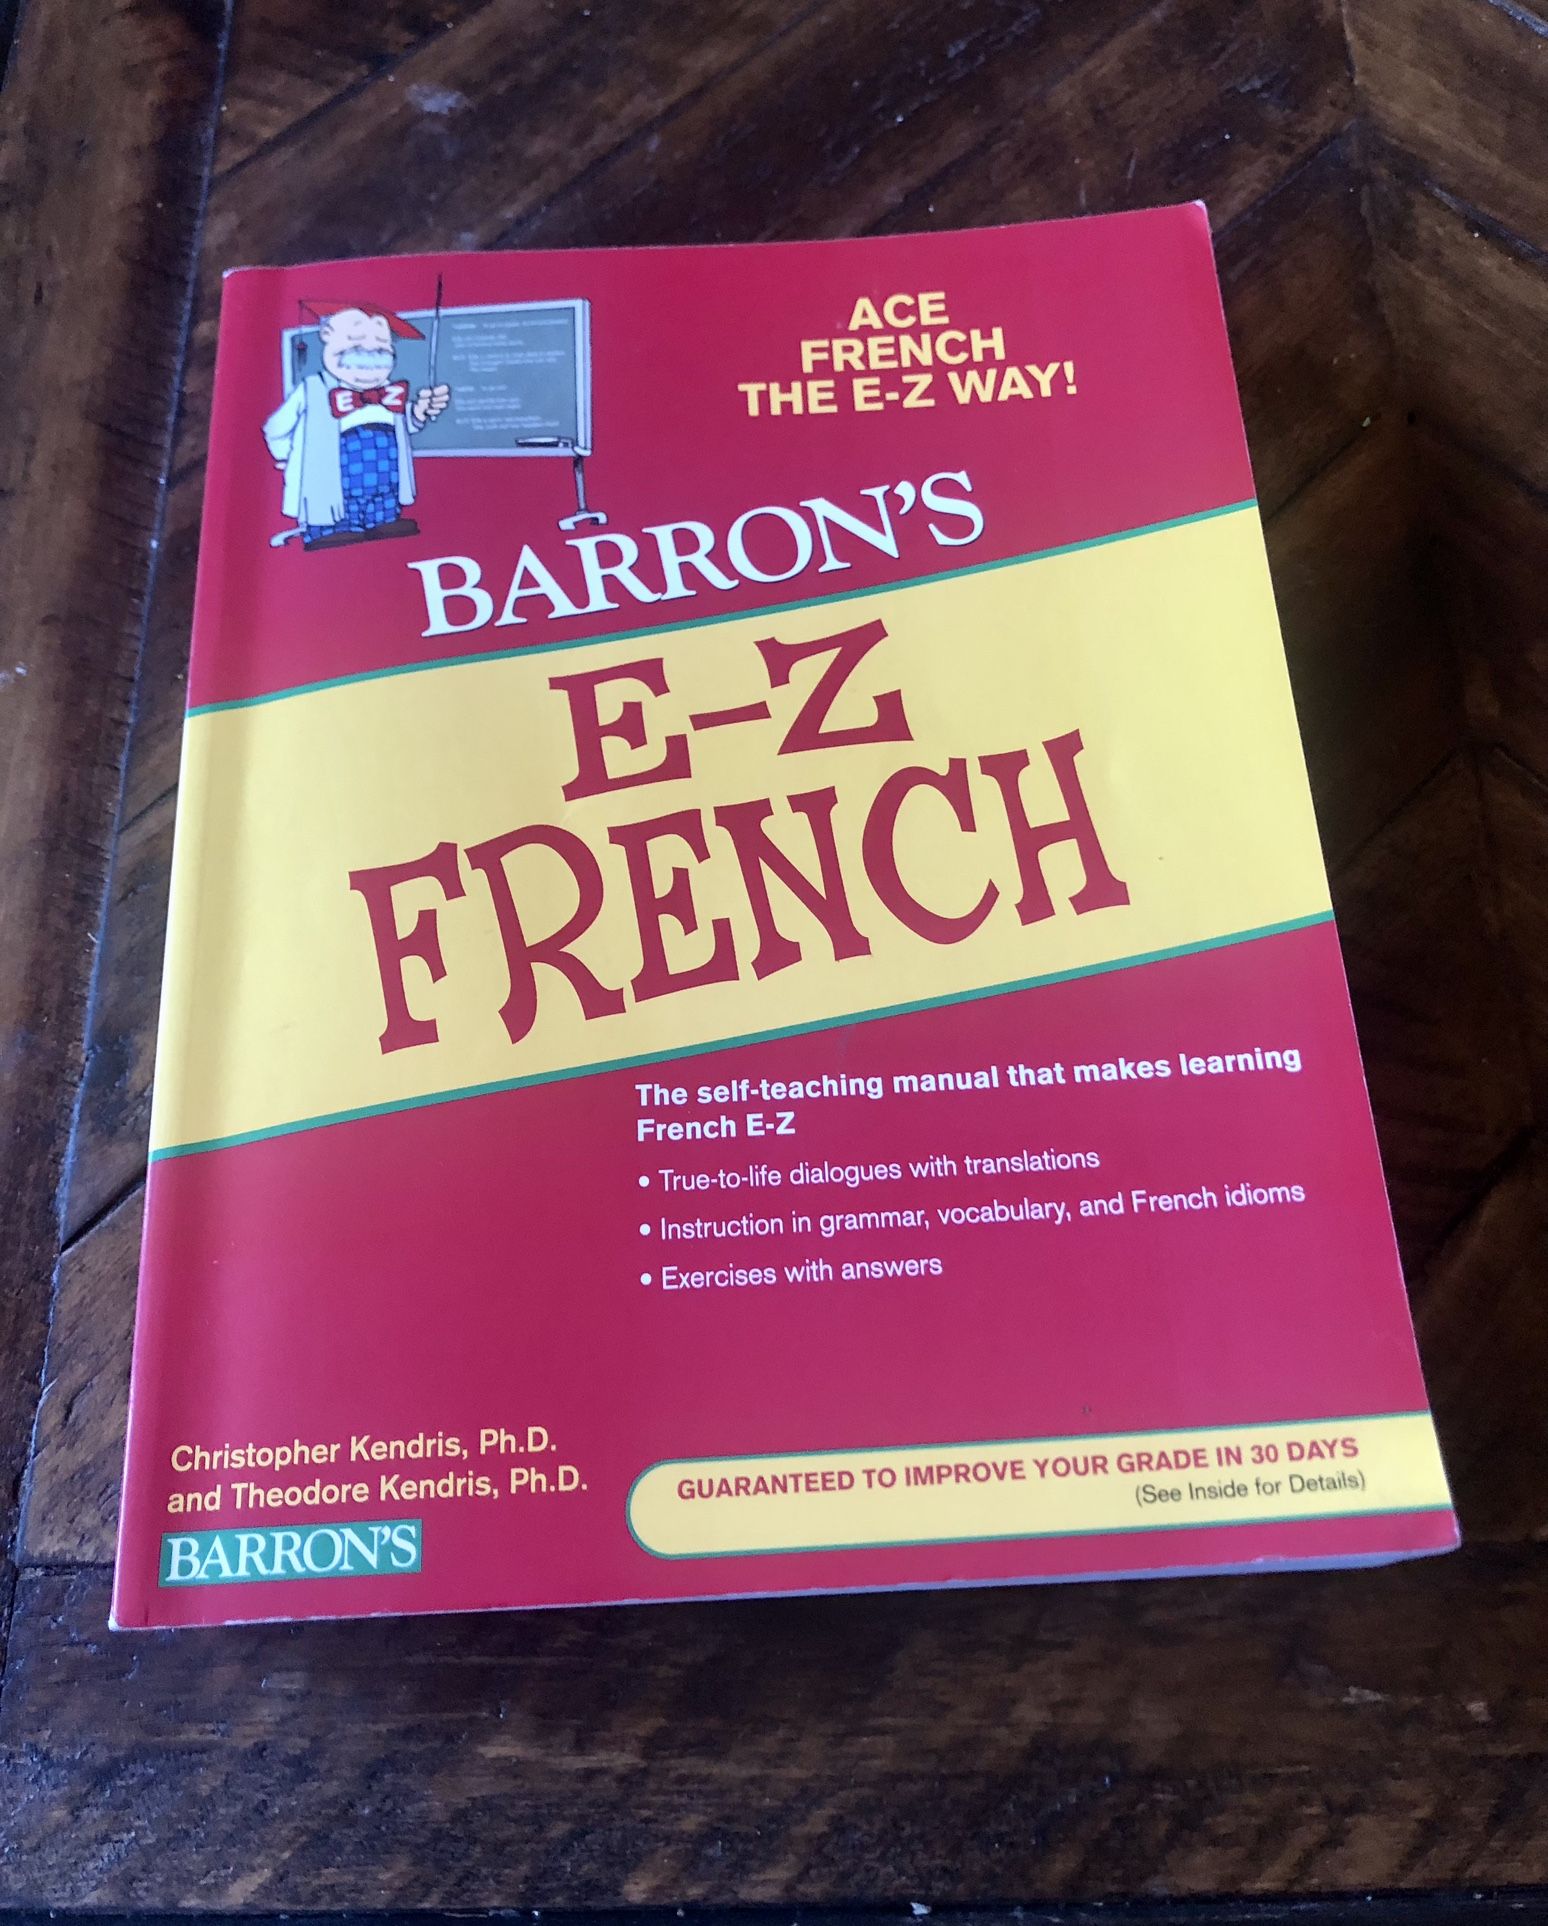 ACE
FRENCH
THE E-Z WAY!
E Z
BARRON'S
E-Z
FRENCH
The self-teaching manual that makes learning
French E-Z
• True-to-life dialogues with translations
• Instruction in grammar, vocabulary, and French idioms
• Exercises with answers
Christopher Kendris, Ph.D.
and Theodore Kendris, Ph.D.
BARRON'S
GUARANTEED TO IMPROVE YOUR GRADE IN 30 DAYS
(See Inside for Details)